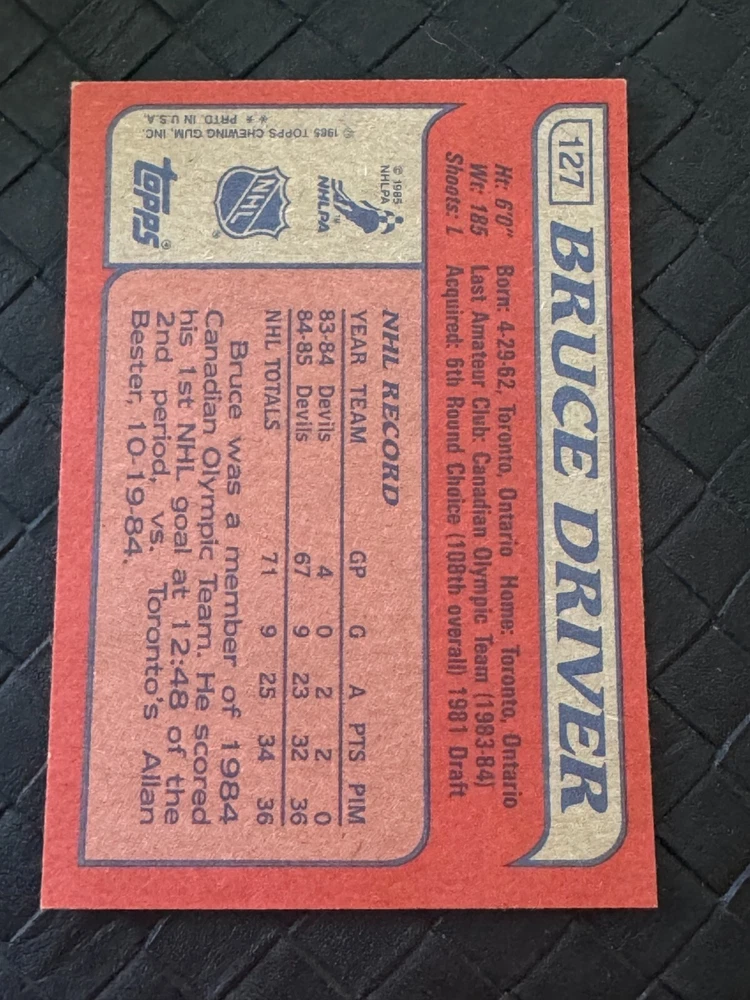 127 BRUCE DRIVER
Ht: 6'0" Born: 4-29-62, Toronto, Ontario Home: Toronto, Ontario
Wt: 185 Last Amateur Club: Canadian Olympic Team (1983-84)
Shoots: L Acquired: 6th Round Choice (108th overall) 1981 Draft
© 1985
NHLPA
NHLPA
TM
NHL
®
topps®
© 1985 TOPPS CHEWING GUM, INC.
** PRTD. IN U.S.A.
NHL RECORD
YEAR TEAM GP G A PTS PIM
83-84 Devils 4 0 2 2 0
84-85 Devils 67 9 23 32 36
NHL TOTALS 71 9 25 34 36
Bruce was a member of 1984
Canadian Olympic Team. He scored
his 1st NHL goal at 12:48 of the
2nd period, vs. Toronto's Allan
Bester, 10-19-84.